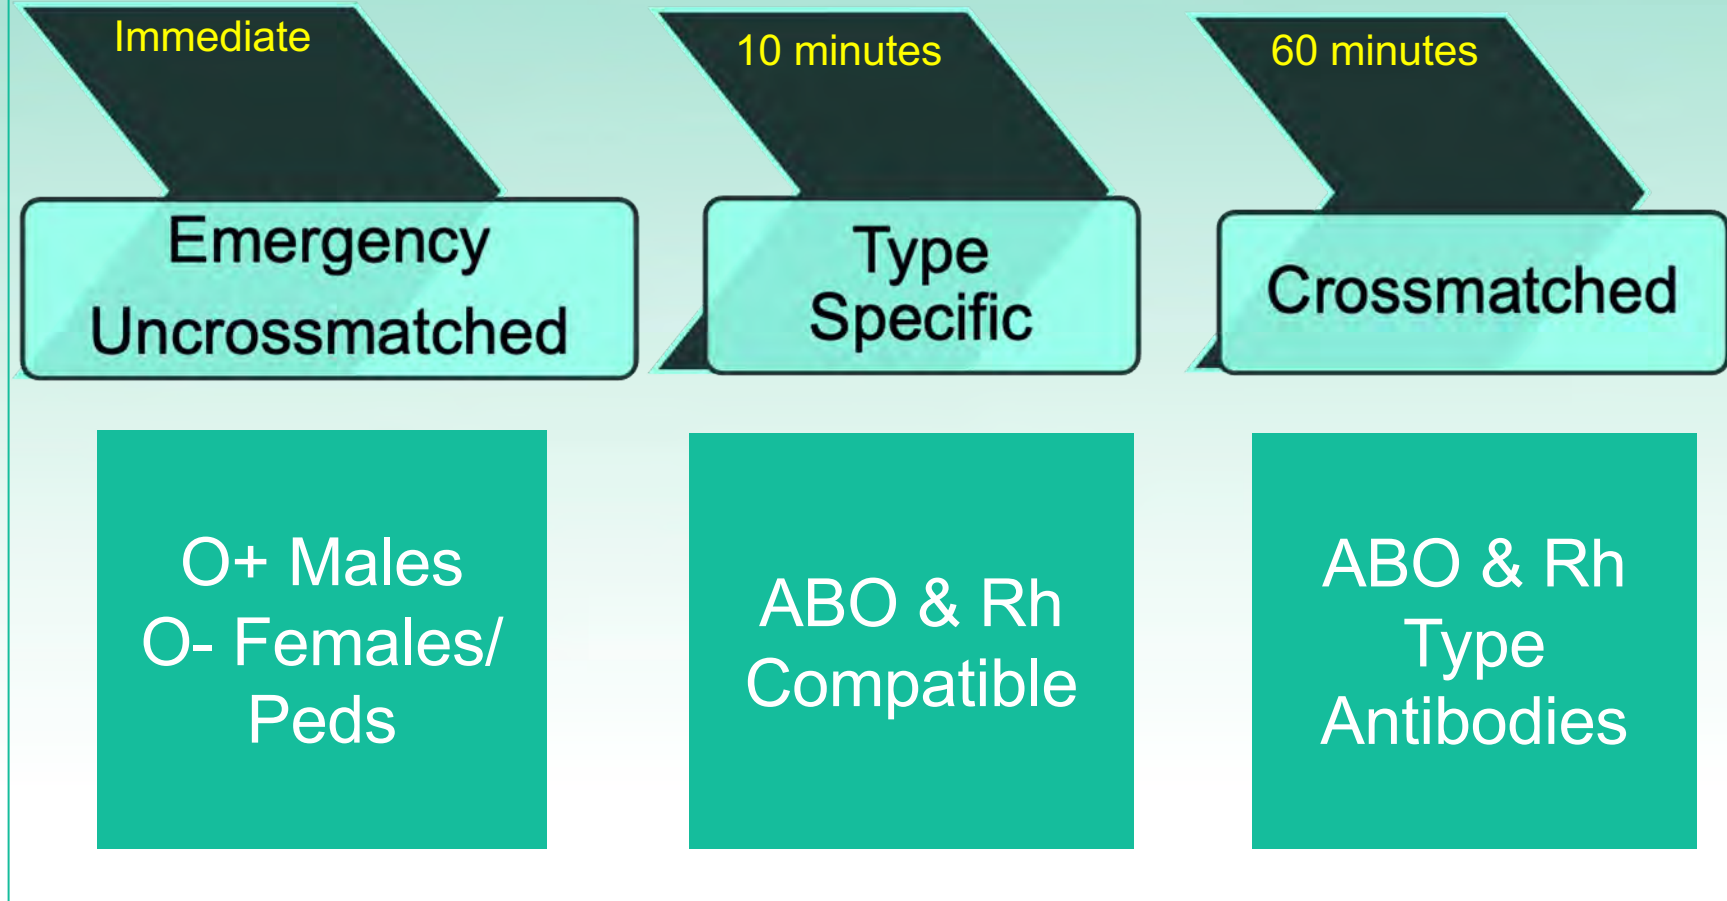 Immediate
Emergency
Uncrossmatched
O+ Males
O- Females/
Peds
10 minutes
Type
Specific
ABO & Rh
Compatible
60 minutes
Crossmatched
ABO & Rh
Type
Antibodies